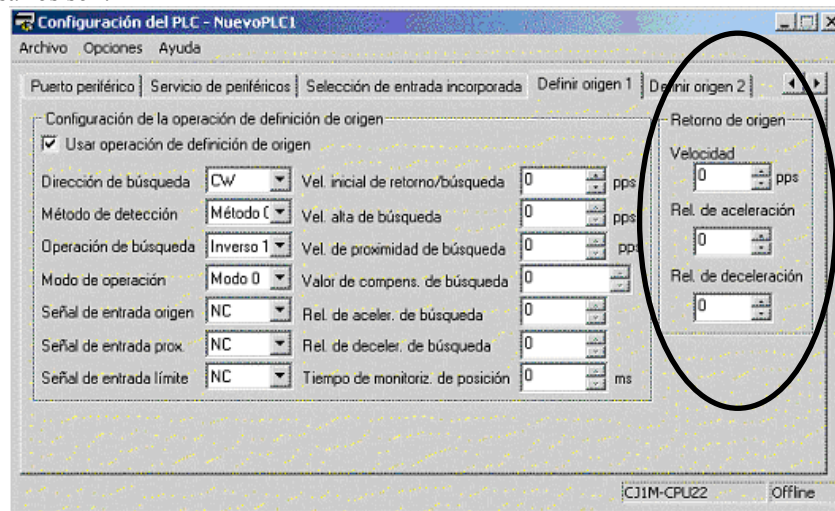 Configuración del PLC - NuevoPLC1
Archivo Opciones Ayuda
Puerto periférico Servicio de periféricos Selección de entrada incorporada Definir origen 1 Definir origen 2
Configuración de la operación de definición de origen
Usar operación de definición de origen
Dirección de búsqueda CW Vel. inicial de retorno/búsqueda 0 pps
Método de detección Método Vel. alta de búsqueda 0 pps
Operación de búsqueda Inverso 1 Vel. de proximidad de búsqueda 0 pps
Modo de operación Modo 0 Valor de compens. de búsqueda 0
Señal de entrada origen NC Rel. de aceler. de búsqueda 0
Señal de entrada prox. NC Rel. de deceler. de búsqueda 0
Señal de entrada límite NC Tiempo de monitoriz. de posición 0 ms
Retorno de origen
Velocidad
0 pps
Rel. de aceleración
0
Rel. de deceleración
0
CJ1M-CPU22 Offline